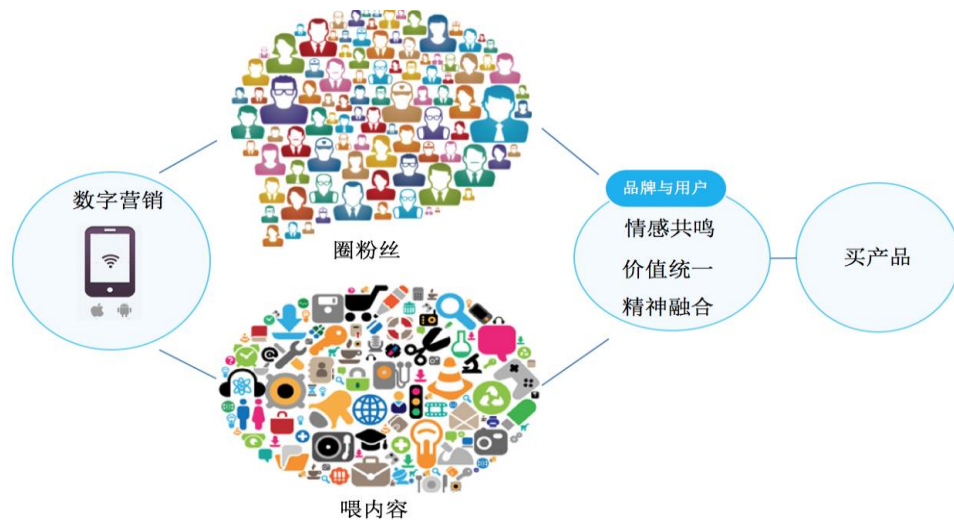 数字营销
圈粉丝
喂内容
品牌与用户
情感共鸣
价值统一
精神融合
买产品